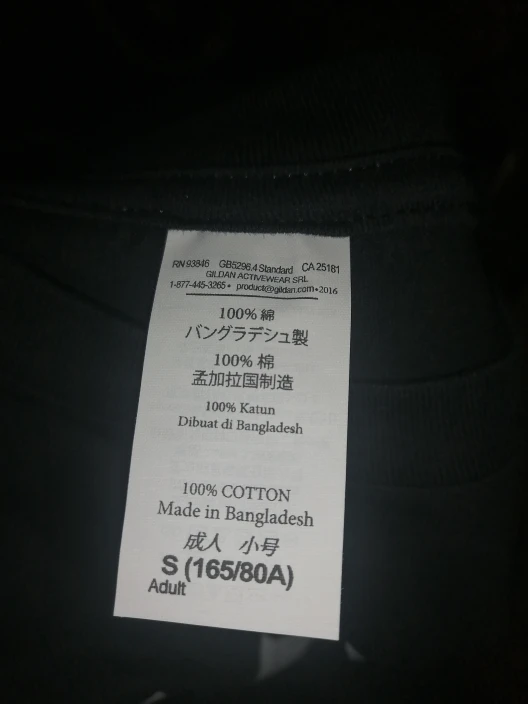 RN 93846 GB5296.4 Standard CA 25181
GILDAN ACTIVEWEAR SRL
1-877-445-3265 • product@gildan.com • 2016
100% 綿
バングラデシュ製
100% 棉
孟加拉国制造
100% Katun
Dibuat di Bangladesh
100% COTTON
Made in Bangladesh
成人 小号
S (165/80A)
Adult